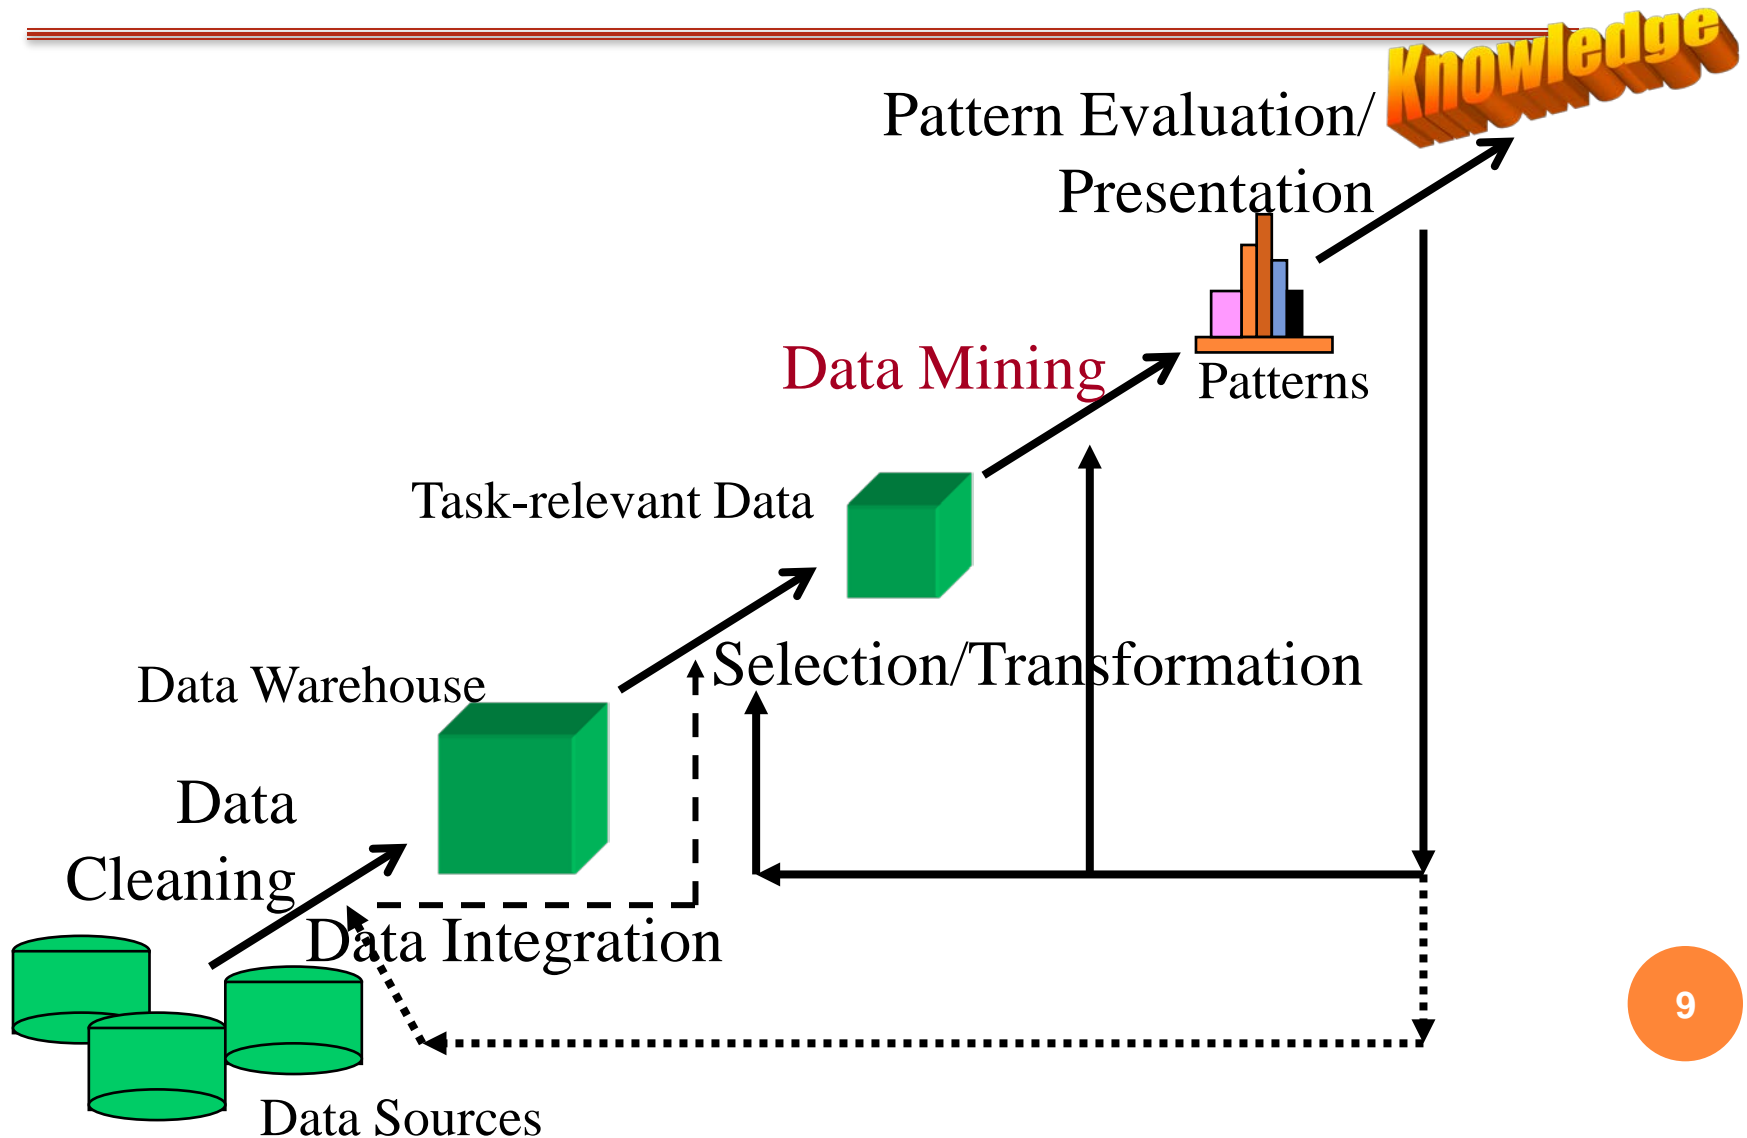 Knowledge
Pattern Evaluation/
Presentation
Data Mining
Patterns
Task-relevant Data
Selection/Transformation
Data Warehouse
Data
Cleaning
Data Integration
9
Data Sources